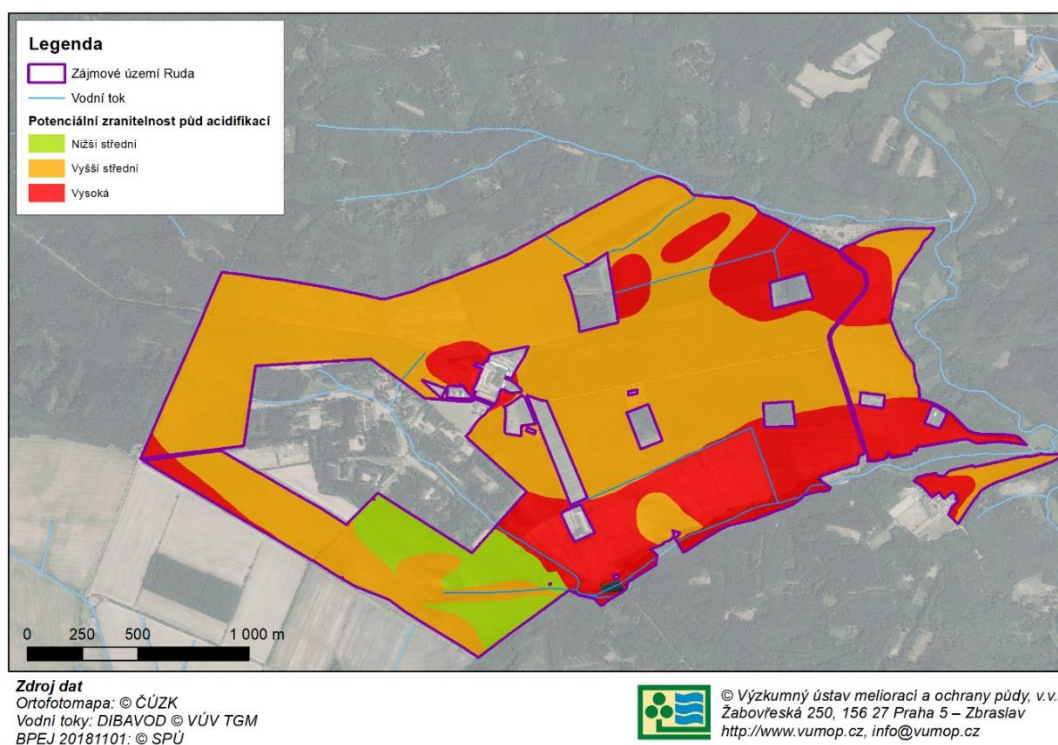 Legenda
Zájmové území Ruda
Vodní tok
Potenciální zranitelnost půd acidifikací
Nižší střední
Vyšší střední
Vysoká
0 250 500 1 000 m
Zdroj dat
Ortofotomapa: © ČÚZK
Vodní toky: DIBAVOD © VÚV TGM
BPEJ 20181101: © SPÚ
© Výzkumný ústav meliorací a ochrany půdy, v.v.
Žabovřeská 250, 156 27 Praha 5 – Zbraslav
http://www.vumop.cz, info@vumop.cz